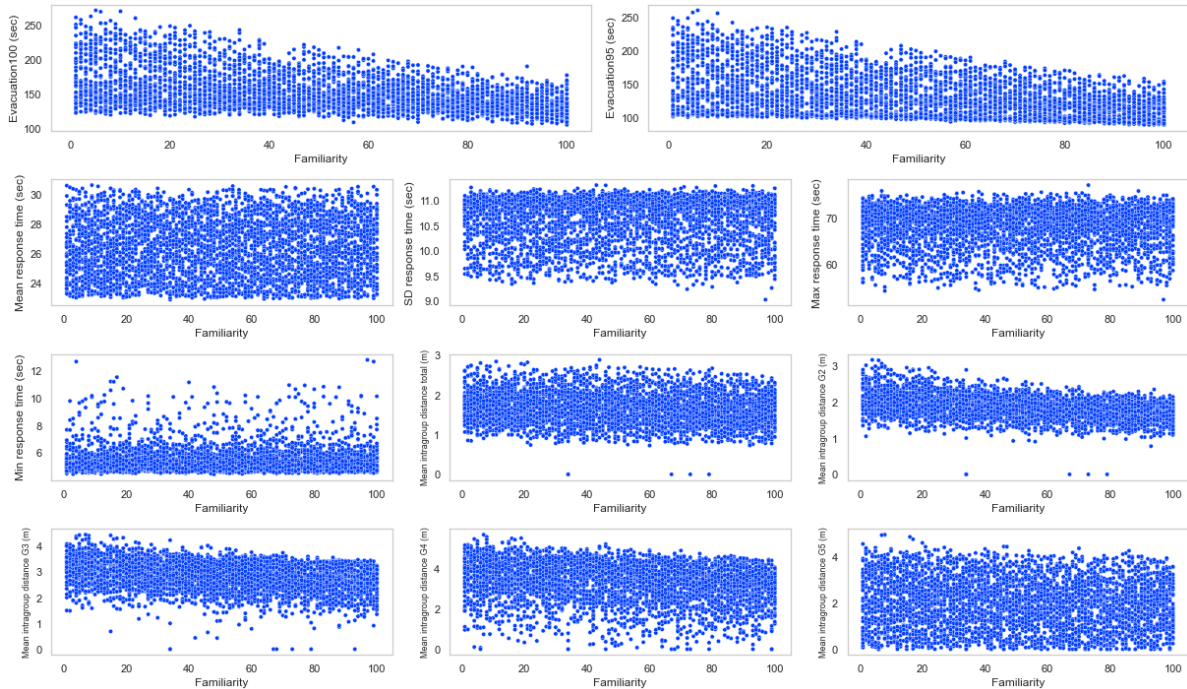 Evacuation100 (sec)
250
200
150
100
0 20 40 60 80 100
Familiarity
Evacuation95 (sec)
250
200
150
100
0 20 40 60 80 100
Familiarity
Mean response time (sec)
30
28
26
24
0 20 40 60 80 100
Familiarity
SD response time (sec)
11.0
10.5
10.0
9.5
9.0
0 20 40 60 80 100
Familiarity
Max response time (sec)
70
60
0 20 40 60 80 100
Familiarity
Min response time (sec)
12
10
8
6
0 20 40 60 80 100
Familiarity
Mean intragroup distance total (m)
3
2
1
0
0 20 40 60 80 100
Familiarity
Mean intragroup distance G2 (m)
3
2
1
0
0 20 40 60 80 100
Familiarity
Mean intragroup distance G3 (m)
4
3
2
1
0
0 20 40 60 80 100
Familiarity
Mean intragroup distance G4 (m)
4
2
0
0 20 40 60 80 100
Familiarity
Mean intragroup distance G5 (m)
4
2
0
0 20 40 60 80 100
Familiarity